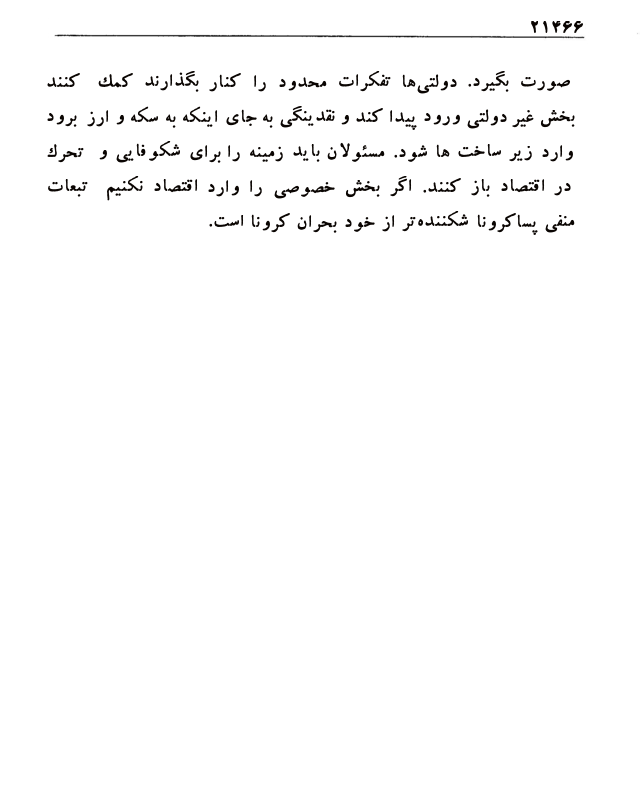 ۲۱۴۶۶
صورت بگیرد. دولتی‌ها تفکرات محدود را کنار بگذارند کمک کنند
بخش غیر دولتی ورود پیدا کند و نقدینگی به جای اینکه به سکه و ارز برود
وارد زیر ساخت ها شود. مسئولان باید زمینه را برای شکوفایی و تحرک
در اقتصاد باز کنند. اگر بخش خصوصی را وارد اقتصاد نکنیم تبعات
منفی پساکرونا شکننده‌تر از خود بحران کرونا است.